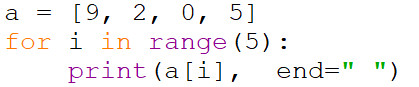 a = [9, 2, 0, 5]
for i in range(5):
    print(a[i],  end=" ")